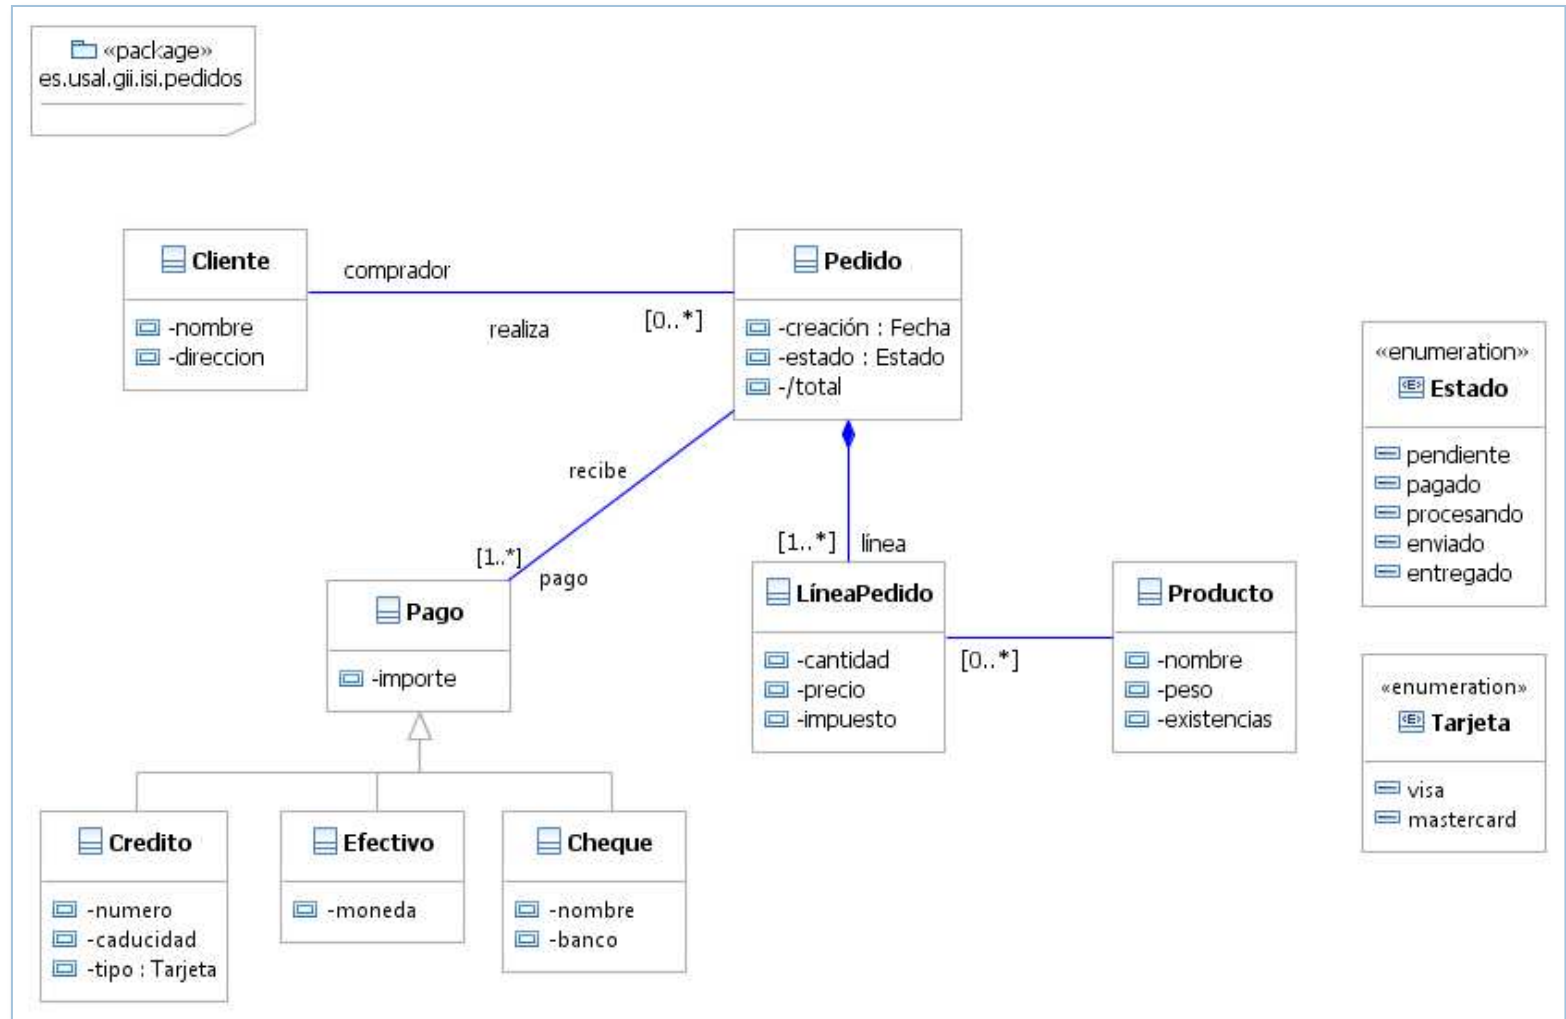 «package»
es.usal.gii.isi.pedidos
Cliente
-nombre
-direccion
comprador
realiza
[0..*]
Pedido
-creación : Fecha
-estado : Estado
-/total
«enumeration»
Estado
pendiente
pagado
procesando
enviado
entregado
recibe
[1..*]
pago
[1..*]
línea
Pago
-importe
LíneaPedido
-cantidad
-precio
-impuesto
[0..*]
Producto
-nombre
-peso
-existencias
«enumeration»
Tarjeta
visa
mastercard
Credito
-numero
-caducidad
-tipo : Tarjeta
Efectivo
-moneda
Cheque
-nombre
-banco